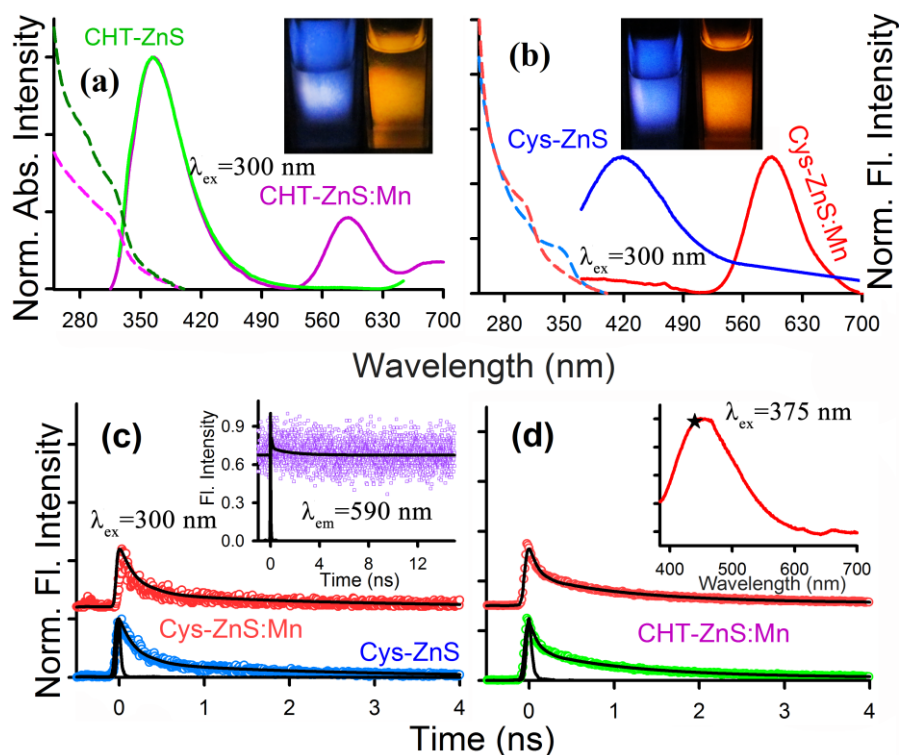 CHT-ZnS
(a)
λex=300 nm
CHT-ZnS:Mn
Norm. Abs. Intensity
280 350 420 490 560 630 700
(b)
Cys-ZnS
Cys-ZnS:Mn
λex=300 nm
Norm. Fl. Intensity
280 350 420 490 560 630 700
Wavelength (nm)
(c)
λex=300 nm
Fl. Intensity
0.9
0.6
0.3
0.0
λem=590 nm
0 4 8 12
Time (ns)
Cys-ZnS:Mn
Cys-ZnS
Norm. Fl. Intensity
0 1 2 3 4
(d)
λex=375 nm
400 500 600 700
Wavelength (nm)
CHT-ZnS:Mn
0 1 2 3 4
Time (ns)